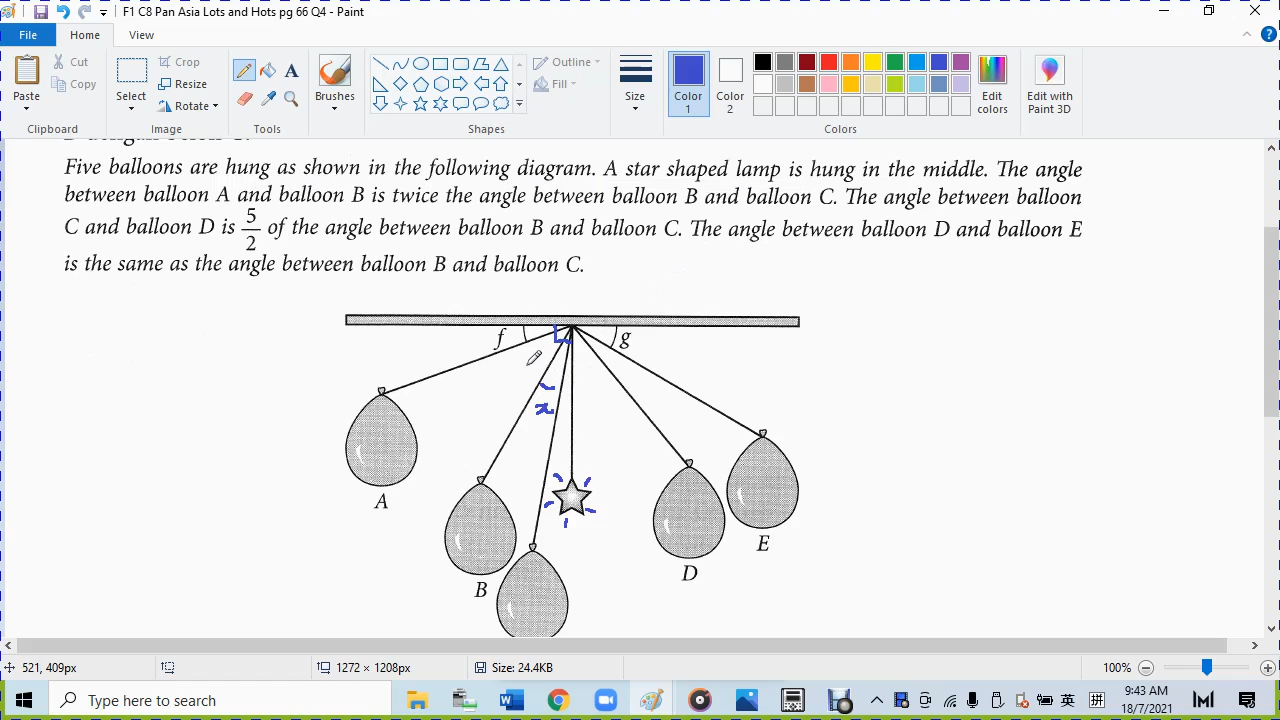 F1 C8 Pan Asia Lots and Hots pg 66 Q4 - Paint
File Home View
Paste
Cut
Copy
Clipboard
Select
Crop
Resize
Rotate
Image
A
Tools
Brushes
Outline
Fill
Shapes
Size
Color 1
Color 2
Edit colors
Colors
Edit with Paint 3D
Five balloons are hung as shown in the following diagram. A star shaped lamp is hung in the middle. The angle
between balloon A and balloon B is twice the angle between balloon B and balloon C. The angle between balloon
C and balloon D is 5/2 of the angle between balloon B and balloon C. The angle between balloon D and balloon E
is the same as the angle between balloon B and balloon C.
f
g
x
A
B
D
E
521, 409px
1272 × 1208px
Size: 24.4KB
100%
Type here to search
英
拼
9:43 AM
18/7/2021